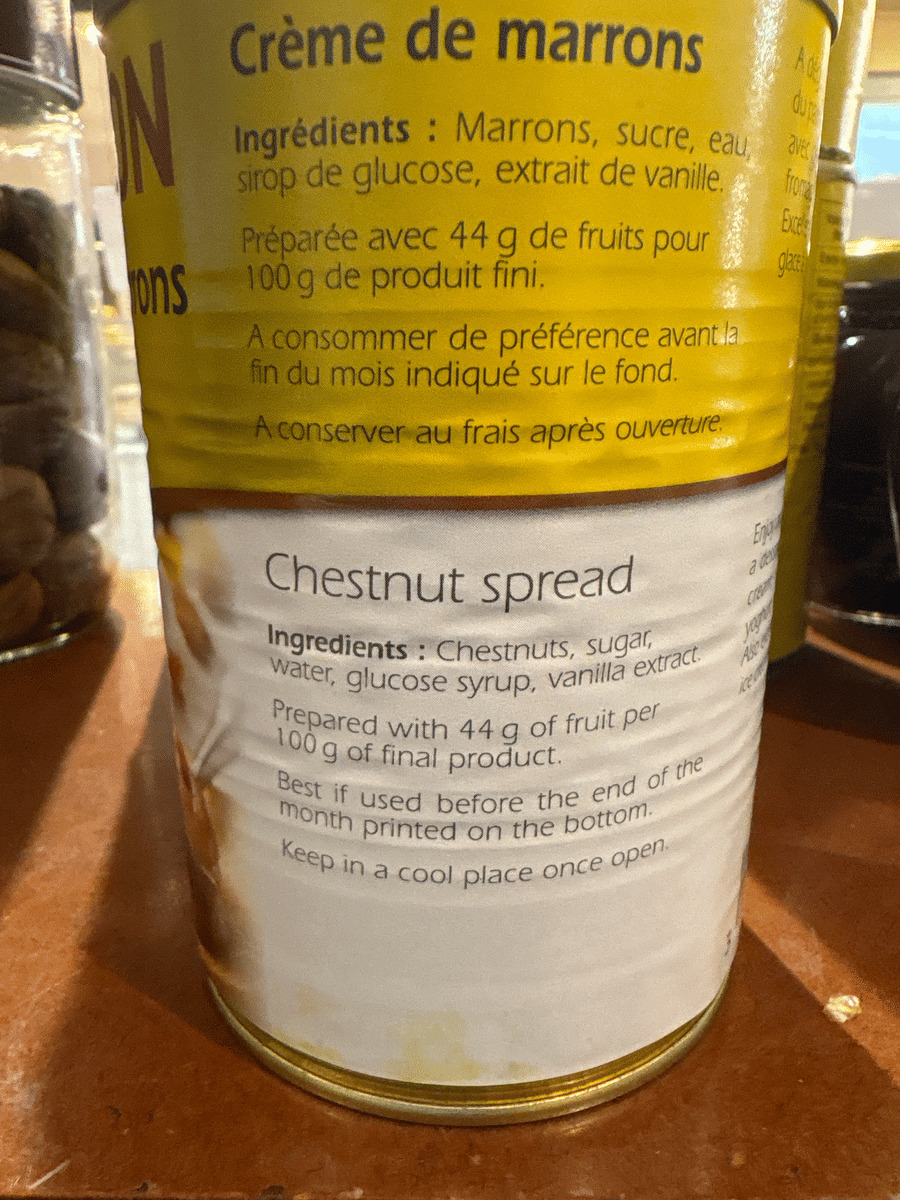 ON
rons
Crème de marrons
Ingrédients : Marrons, sucre, eau,
sirop de glucose, extrait de vanille.
Préparée avec 44 g de fruits pour
100 g de produit fini.
A consommer de préférence avant la
fin du mois indiqué sur le fond.
A conserver au frais après ouverture.
Chestnut spread
Ingredients : Chestnuts, sugar,
water, glucose syrup, vanilla extract.
Prepared with 44 g of fruit per
100 g of final product.
Best if used before the end of the
month printed on the bottom.
Keep in a cool place once open.
A
avec